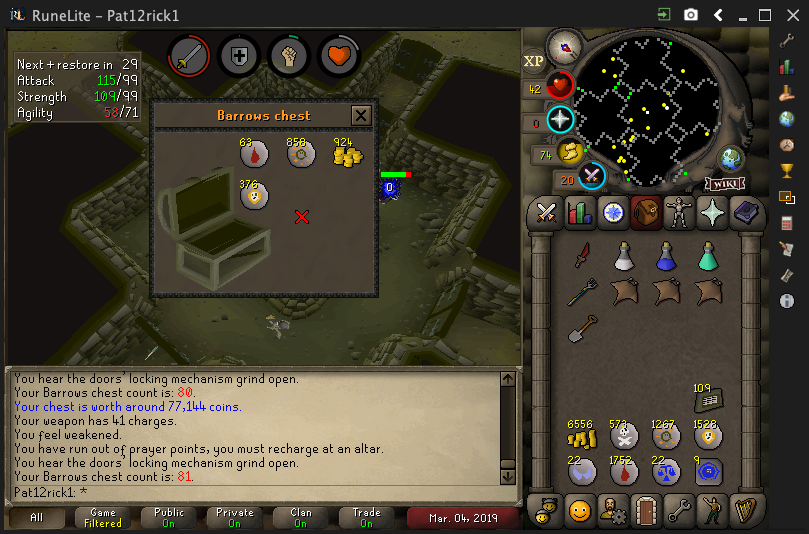 RuneLite - Pat12rick1
Next + restore in 29
Attack 115/99
Strength 109/99
Agility 58/71
Barrows chest
63
858
924
376
0
XP
42
0
74
20
WIKI
109
6556
573
1267
1528
22
1752
22
9
You hear the doors' locking mechanism grind open.
Your Barrows chest count is: 80.
Your chest is worth around 77,144 coins.
Your weapon has 41 charges.
You feel weakened.
You have run out of prayer points, you must recharge at an altar.
You hear the doors' locking mechanism grind open.
Your Barrows chest count is: 81.
Pat12rick1: *
All
Game
Filtered
Public
On
Private
On
Clan
On
Trade
On
Mar. 04, 2019